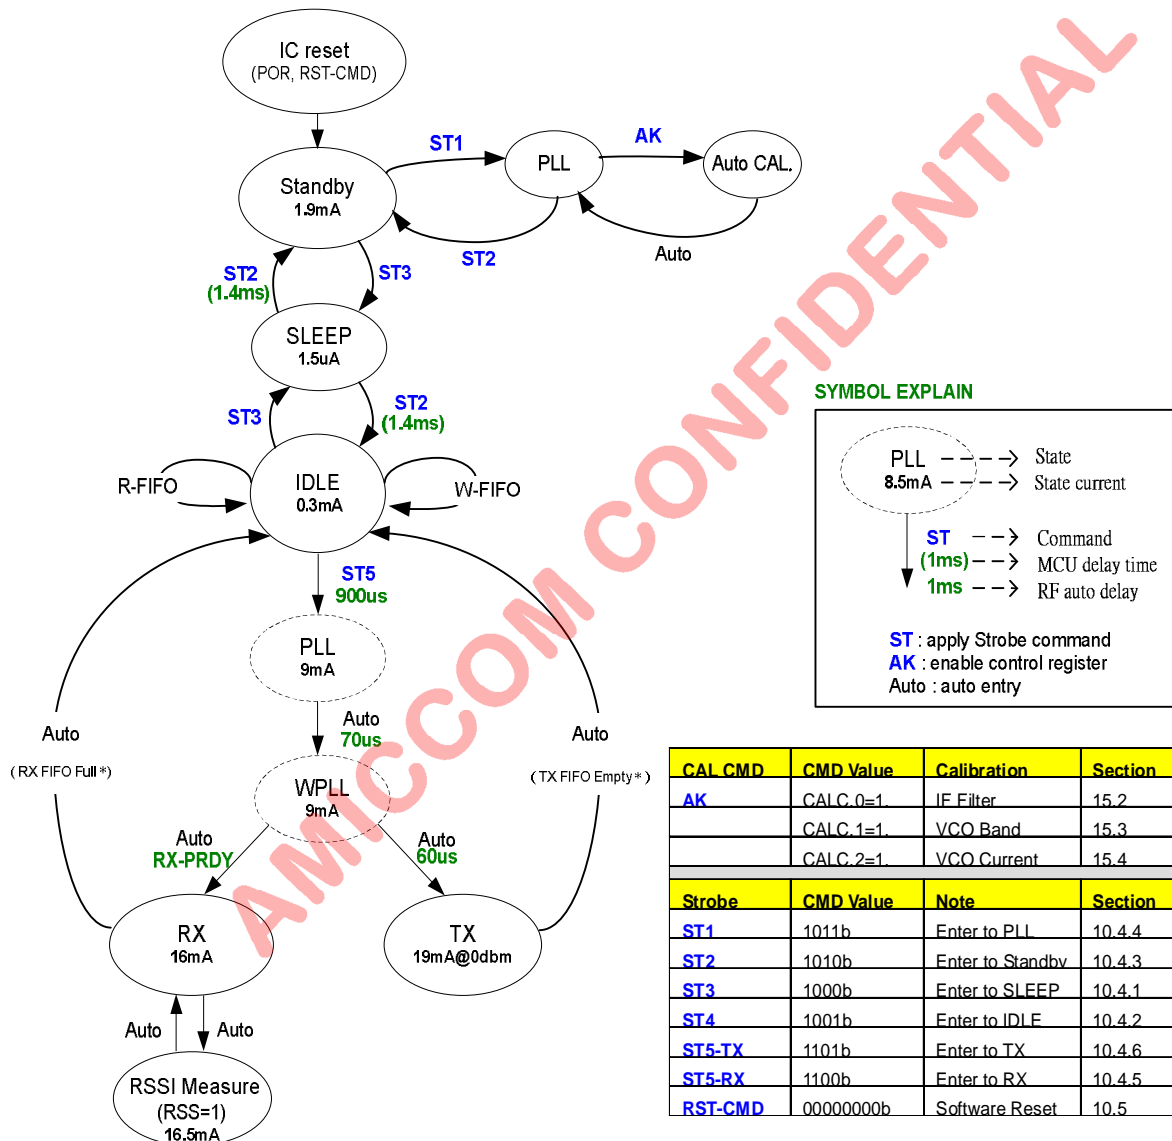 IC reset
(POR, RST-CMD)
ST1
AK
PLL
Auto CAL.
Standby
1.9mA
ST2
Auto
ST2
(1.4ms)
ST3
SLEEP
1.5uA
ST3
ST2
(1.4ms)
R-FIFO
IDLE
0.3mA
W-FIFO
ST5
900us
PLL
9mA
Auto
70us
Auto
(RX FIFO Full*)
Auto
(TX FIFO Empty*)
WPLL
9mA
Auto
RX-PRDY
Auto
60us
RX
16mA
TX
19mA@0dbm
Auto
Auto
RSSI Measure
(RSS=1)
16.5mA
SYMBOL EXPLAIN
PLL
8.5mA
State
State current
ST
(1ms)
1ms
Command
MCU delay time
RF auto delay
ST : apply Strobe command
AK : enable control register
Auto : auto entry
CAL CMD CMD Value Calibration Section
AK CALC.0=1. IF Filter 15.2
CALC.1=1. VCO Band 15.3
CALC.2=1. VCO Current 15.4
Strobe CMD Value Note Section
ST1 1011b Enter to PLL 10.4.4
ST2 1010b Enter to Standby 10.4.3
ST3 1000b Enter to SLEEP 10.4.1
ST4 1001b Enter to IDLE 10.4.2
ST5-TX 1101b Enter to TX 10.4.6
ST5-RX 1100b Enter to RX 10.4.5
RST-CMD 00000000b Software Reset 10.5
AMICCOM CONFIDENTIAL